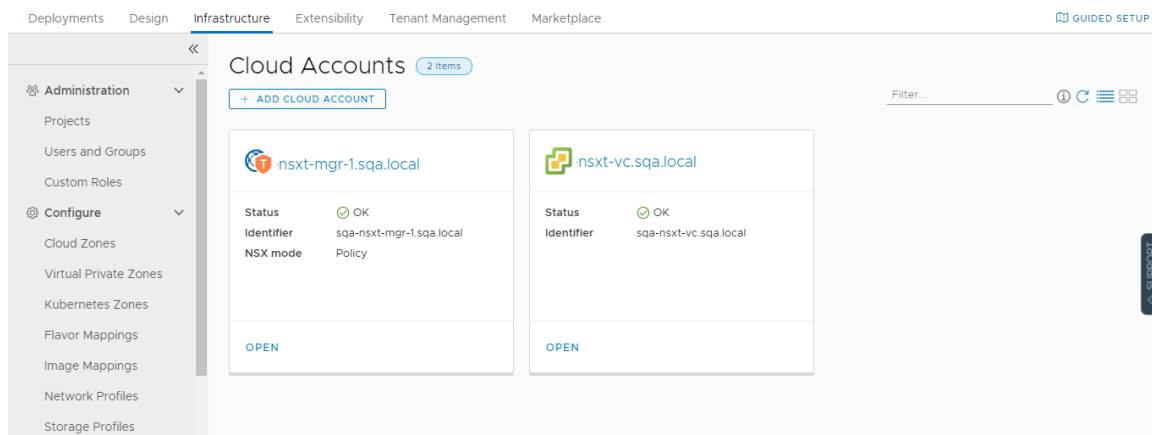 Deployments Design Infrastructure Extensibility Tenant Management Marketplace GUIDED SETUP
Cloud Accounts 2 items
+ ADD CLOUD ACCOUNT
Filter...
Administration
Projects
Users and Groups
Custom Roles
Configure
Cloud Zones
Virtual Private Zones
Kubernetes Zones
Flavor Mappings
Image Mappings
Network Profiles
Storage Profiles
T
-nsxt-mgr-1.sqa.local
Status OK
Identifier sqa-nsxt-mgr-1.sqa.local
NSX mode Policy
OPEN
-nsxt-vc.sqa.local
Status OK
Identifier sqa-nsxt-vc.sqa.local
OPEN
SUPPORT